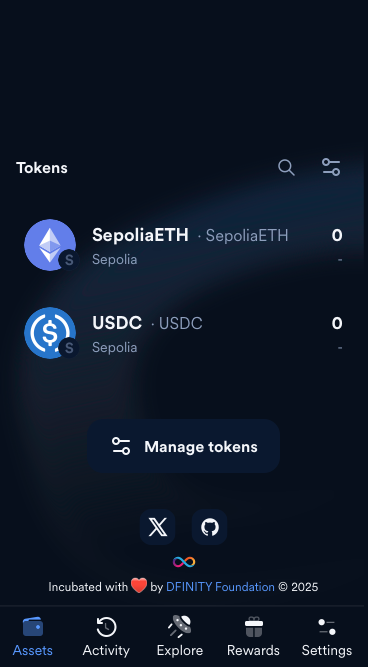 Tokens
SepoliaETH · SepoliaETH 0
Sepolia -
S
USDC · USDC 0
Sepolia -
S
Manage tokens
Incubated with ❤️ by DFINITY Foundation © 2025
Assets Activity Explore Rewards Settings